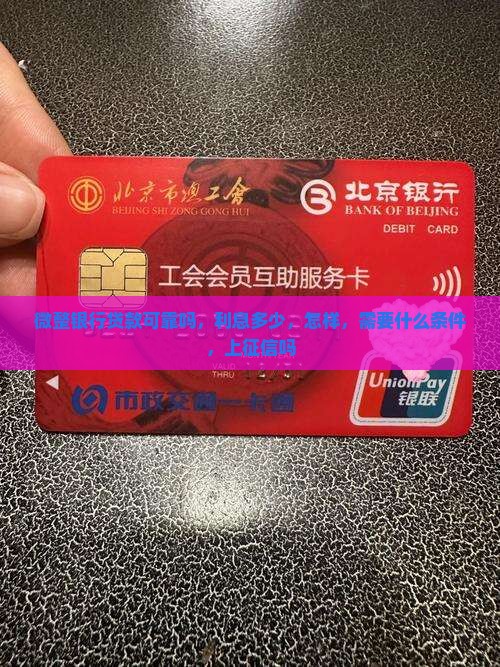 北京市总工会
BEIJING SHI ZONG GONG HUI
北京银行
BANK OF BEIJING
DEBIT CARD
工会会员互助服务卡
微整银行贷款可靠吗，利息多少，怎样，需要什么条件
，上征信吗
VALID
THRU
市政交通一卡通
UnionPay
银联